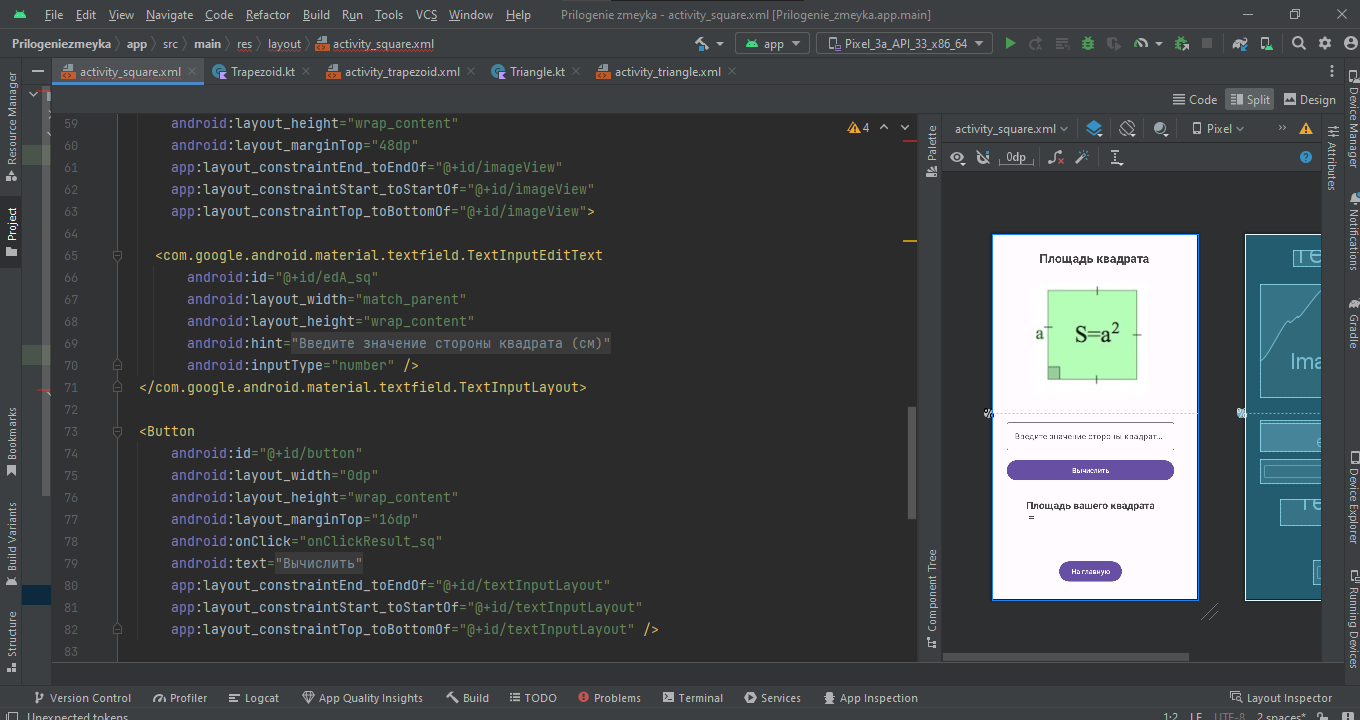 File Edit View Navigate Code Refactor Build Run Tools VCS Window Help Prilogenie zmeyka - activity_square.xml [Prilogenie_zmeyka.app.main]
Prilogeniezmeyka app src main res layout activity_square.xml app Pixel_3a_API_33_x86_64
activity_square.xml Trapezoid.kt activity_trapezoid.xml Triangle.kt activity_triangle.xml
Code Split Design
59 android:layout_height="wrap_content"
60 android:layout_marginTop="48dp"
61 app:layout_constraintEnd_toEndOf="@+id/imageView"
62 app:layout_constraintStart_toStartOf="@+id/imageView"
63 app:layout_constraintTop_toBottomOf="@+id/imageView">
64
65 <com.google.android.material.textfield.TextInputEditText
66 android:id="@+id/edA_sq"
67 android:layout_width="match_parent"
68 android:layout_height="wrap_content"
69 android:hint="Введите значение стороны квадрата (см)"
70 android:inputType="number" />
71 </com.google.android.material.textfield.TextInputLayout>
72
73 <Button
74 android:id="@+id/button"
75 android:layout_width="0dp"
76 android:layout_height="wrap_content"
77 android:layout_marginTop="16dp"
78 android:onClick="onClickResult_sq"
79 android:text="Вычислить"
80 app:layout_constraintEnd_toEndOf="@+id/textInputLayout"
81 app:layout_constraintStart_toStartOf="@+id/textInputLayout"
82 app:layout_constraintTop_toBottomOf="@+id/textInputLayout" />
83
4
activity_square.xml Pixel
0dp
Площадь квадрата
a
S=a²
Введите значение стороны квадрат...
Вычислить
Площадь вашего квадрата
=
На главную
Te
Ima
Resource Manager
Project
Bookmarks
Build Variants
Structure
Palette
Component Tree
Attributes
Device Manager
Notifications
Gradle
Device Explorer
Running Devices
Version Control Profiler Logcat App Quality Insights Build TODO Problems Terminal Services App Inspection Layout Inspector
Unexpected tokens 1:2 LF UTF-8 2 spaces*